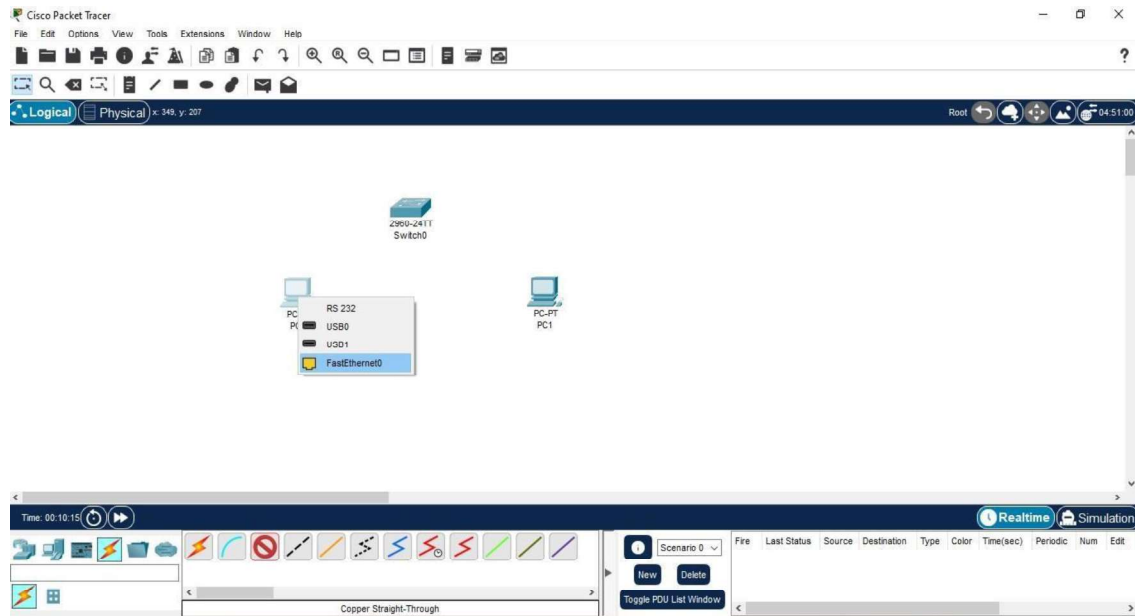 Cisco Packet Tracer
File Edit Options View Tools Extensions Window Help
?
Logical Physical x: 349, y: 207 Root 04:51:00
2960-24TT
Switch0
PC-PT
PC1
RS 232
USB0
USB1
FastEthernet0
Time: 00:10:15 Realtime Simulation
Scenario 0 Fire Last Status Source Destination Type Color Time(sec) Periodic Num Edit
New Delete
Toggle PDU List Window
Copper Straight-Through